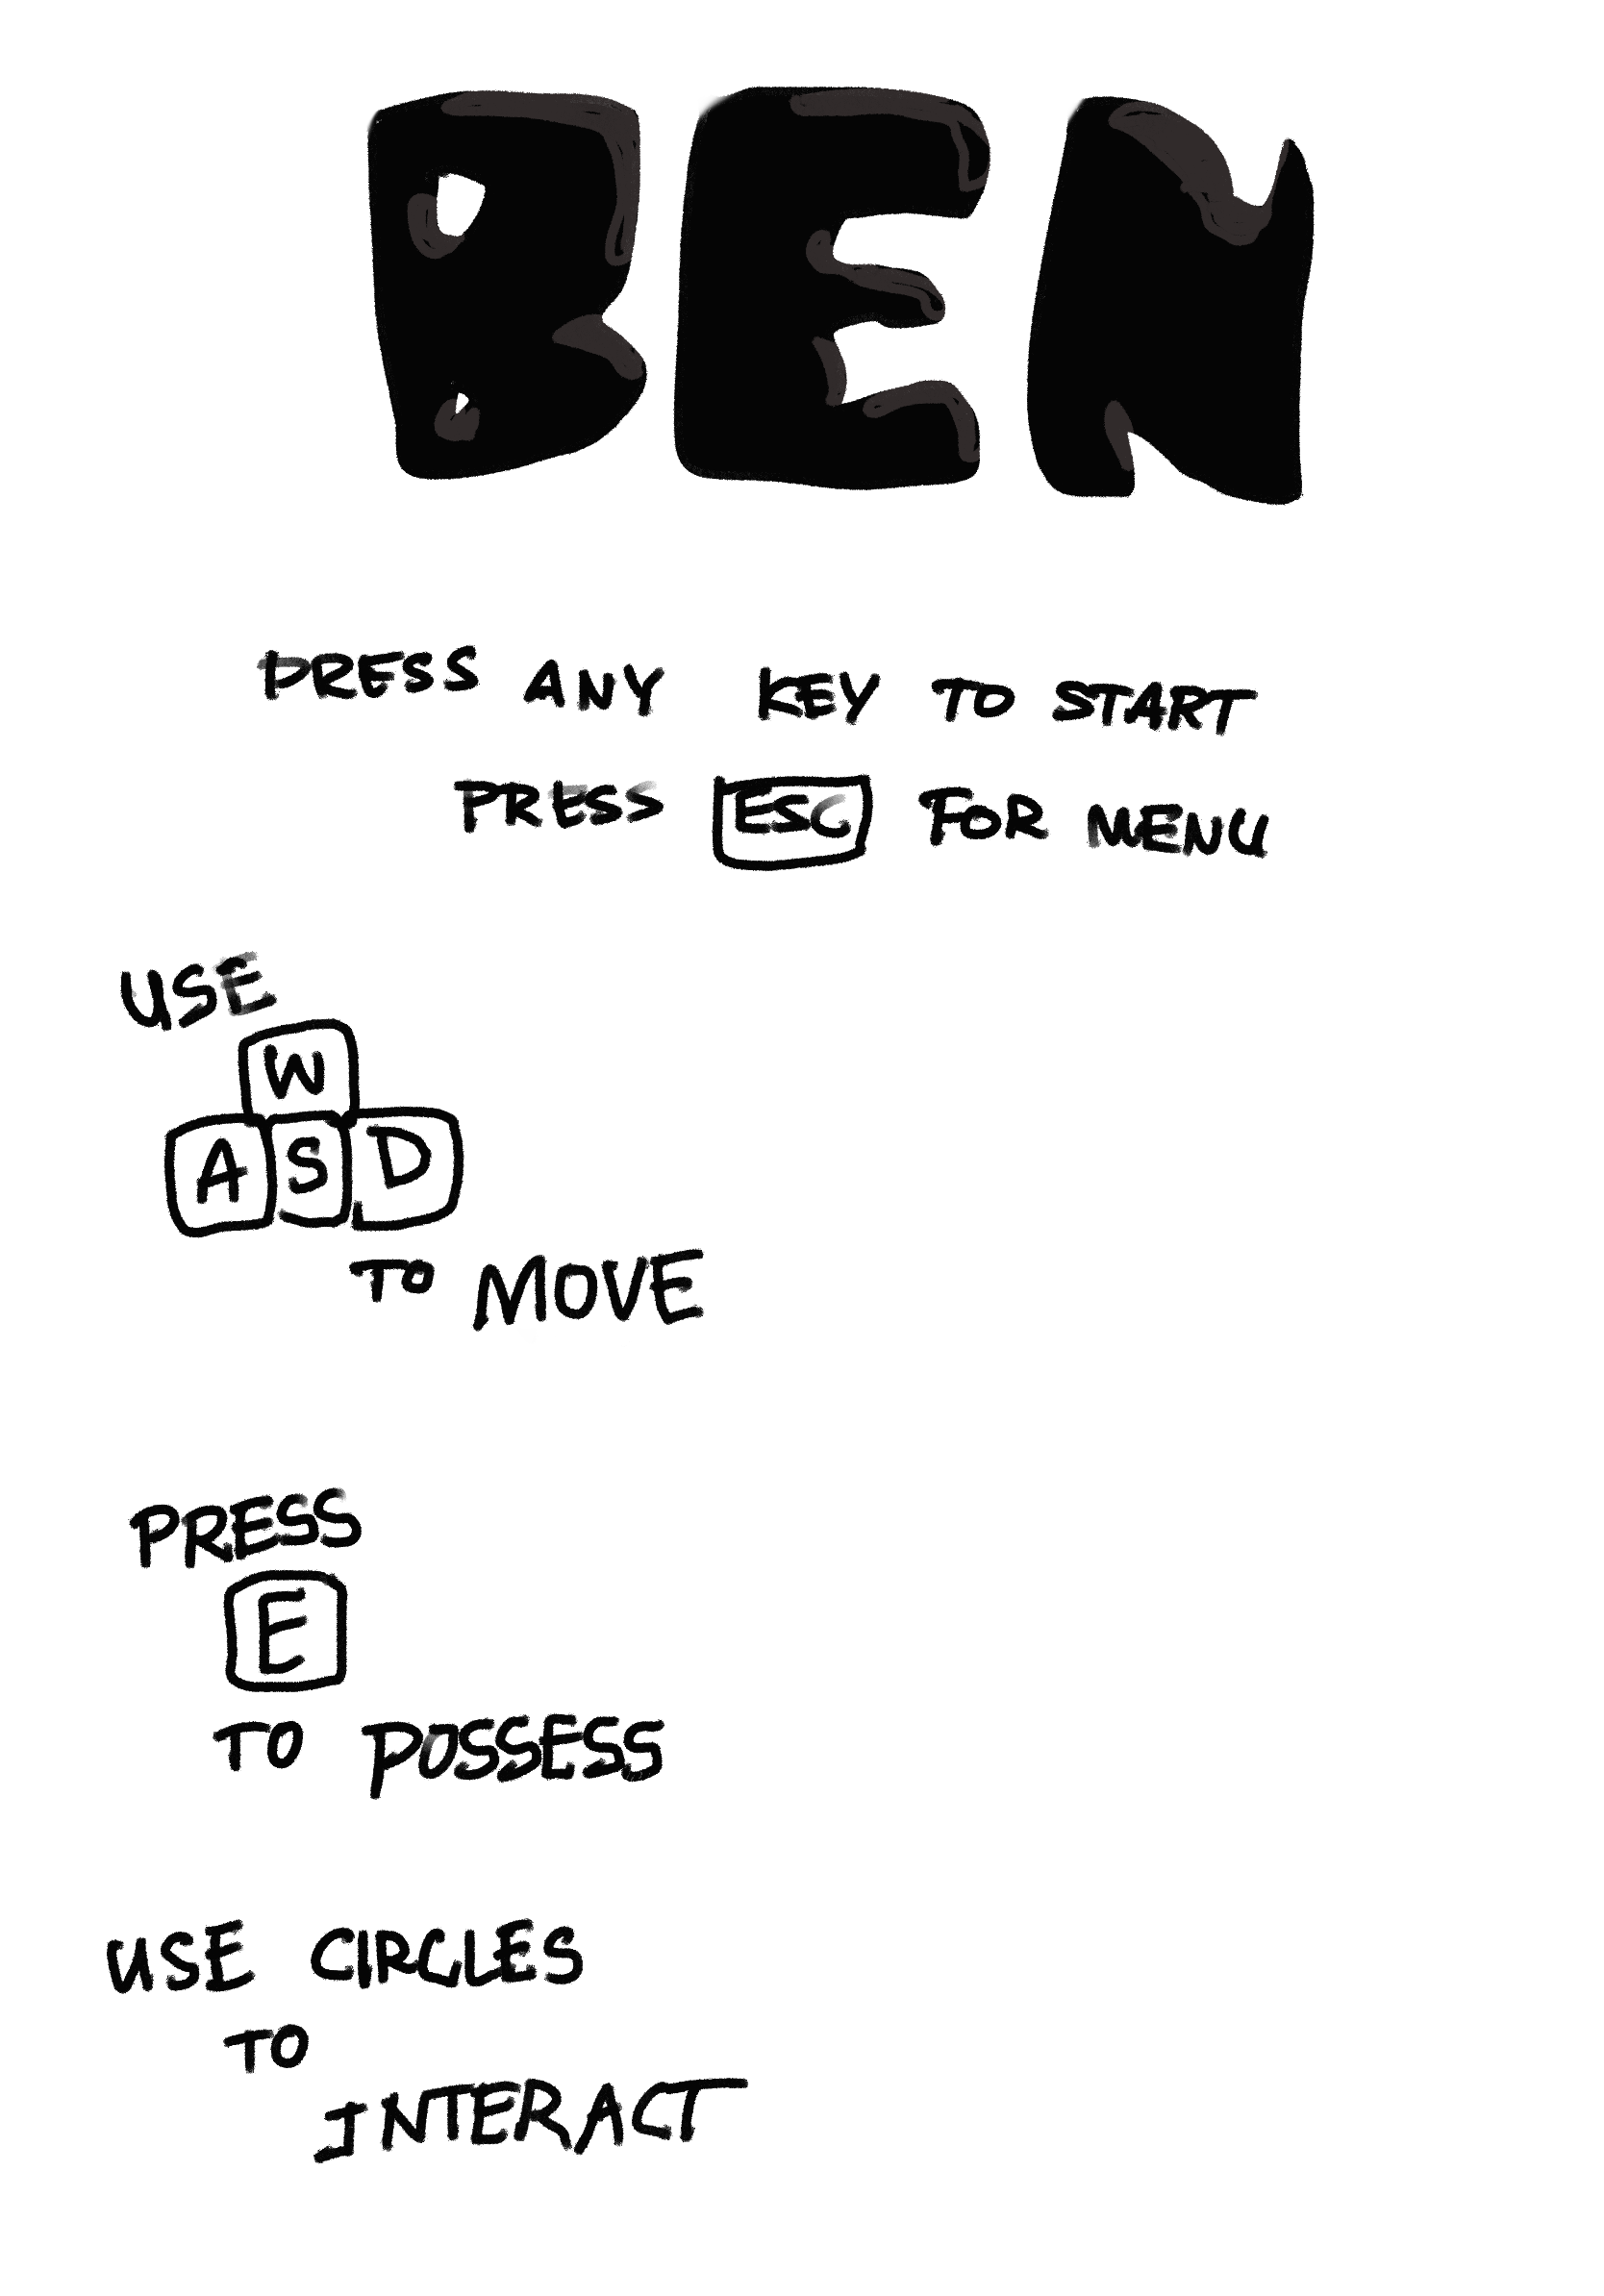 BEN
PRESS ANY KEY TO START
PRESS ESC FOR MENU
USE
W
A S D
TO MOVE
PRESS
E
TO POSSESS
USE CIRCLES
TO
INTERACT